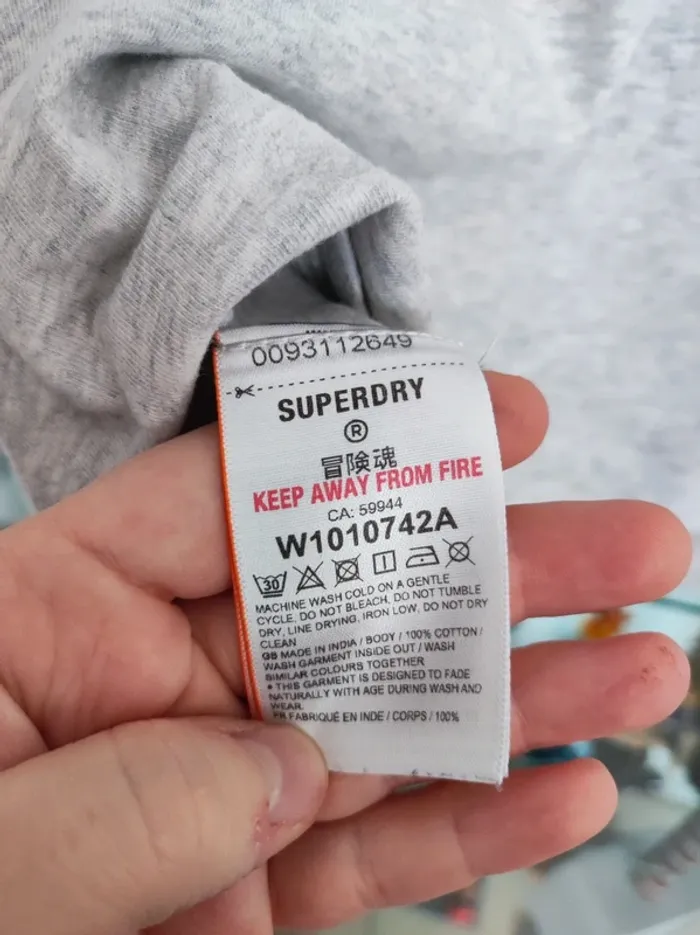 0093112649
SUPERDRY
®
冒険魂
KEEP AWAY FROM FIRE
CA: 59944
W1010742A
30
MACHINE WASH COLD ON A GENTLE
CYCLE, DO NOT BLEACH, DO NOT TUMBLE
DRY, LINE DRYING, IRON LOW, DO NOT DRY
CLEAN
GB MADE IN INDIA / BODY / 100% COTTON /
WASH GARMENT INSIDE OUT / WASH
SIMILAR COLOURS TOGETHER
• THIS GARMENT IS DESIGNED TO FADE
NATURALLY WITH AGE DURING WASH AND
WEAR.
FR FABRIQUÉ EN INDE / CORPS / 100%